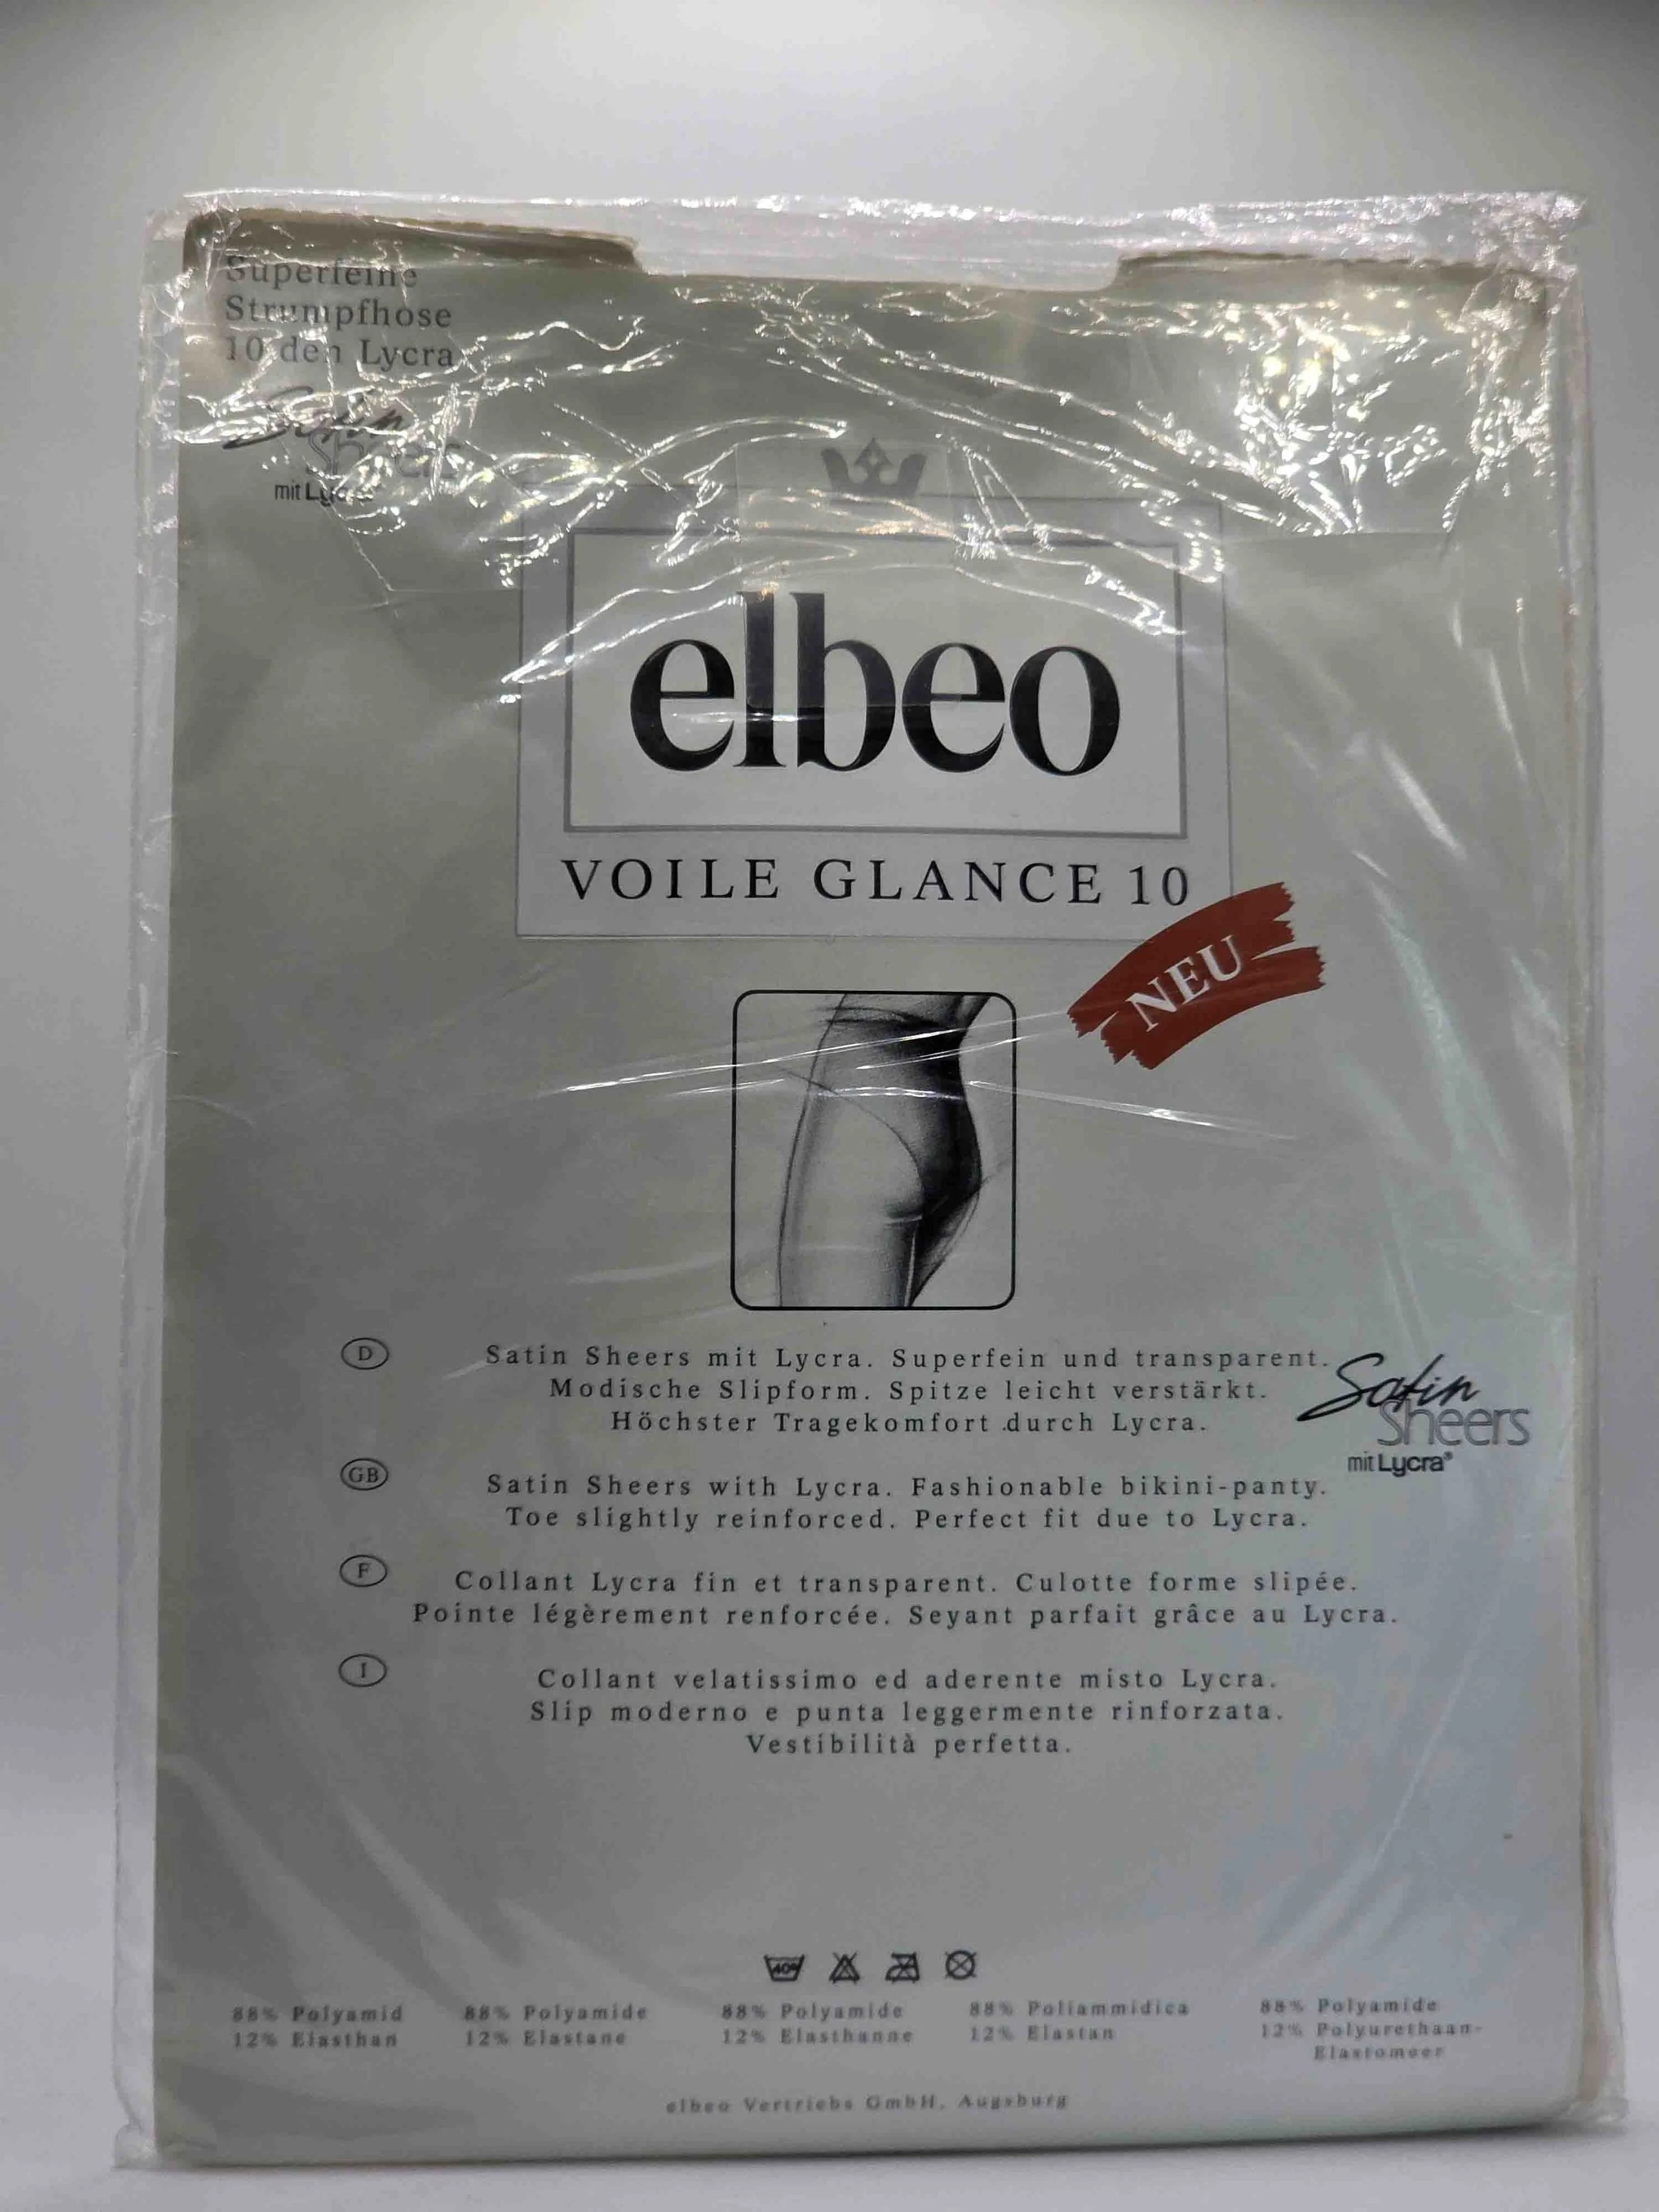 Superfeine
Strumpfhose
10 den Lycra
Satin
Sheers
mit Lycra
elbeo
VOILE GLANCE 10
NEU
D
Satin Sheers mit Lycra. Superfein und transparent.
Modische Slipform. Spitze leicht verstärkt.
Höchster Tragekomfort durch Lycra.
Satin
Sheers
mit Lycra®
GB
Satin Sheers with Lycra. Fashionable bikini-panty.
Toe slightly reinforced. Perfect fit due to Lycra.
F
Collant Lycra fin et transparent. Culotte forme slipée.
Pointe légèrement renforcée. Seyant parfait grâce au Lycra.
I
Collant velatissimo ed aderente misto Lycra.
Slip moderno e punta leggermente rinforzata.
Vestibilità perfetta.
40°
88% Polyamid
12% Elasthan
88% Polyamide
12% Elastane
88% Polyamide
12% Elasthanne
88% Poliammidica
12% Elastan
88% Polyamide
12% Polyurethaan-
Elastomeer
elbeo Vertriebs GmbH, Augsburg